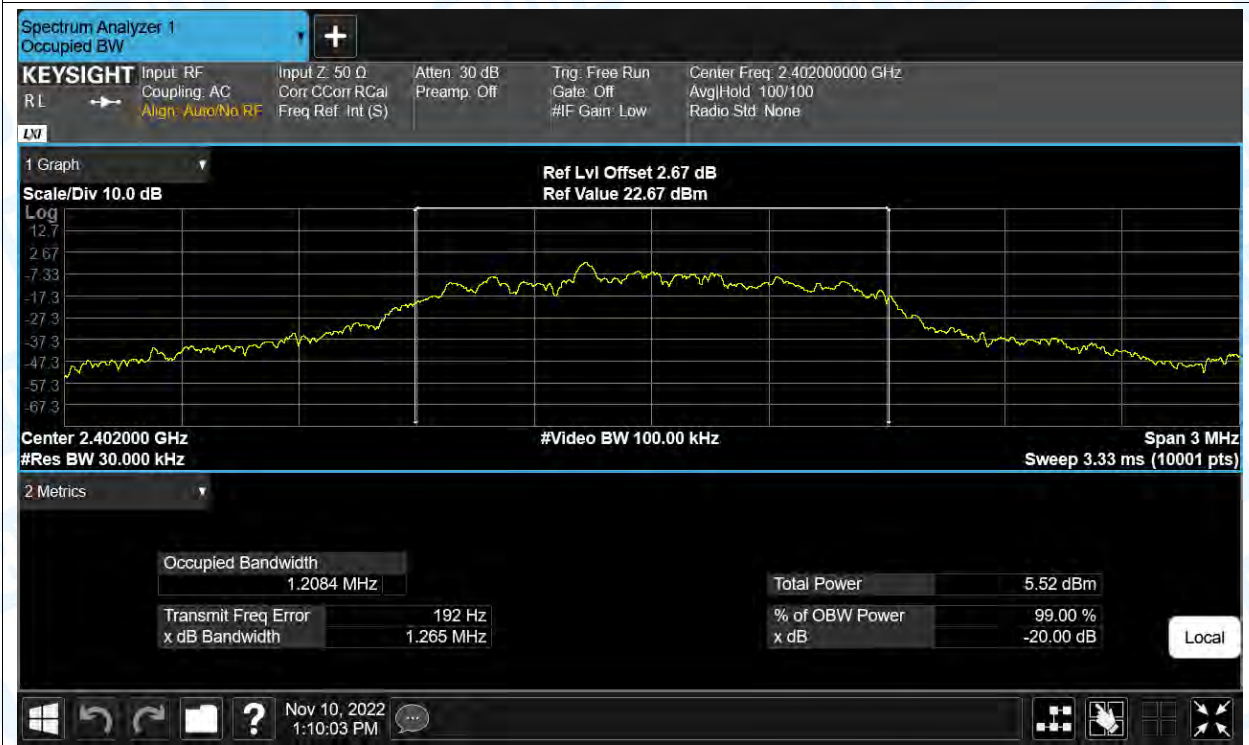 Spectrum Analyzer 1
Occupied BW
KEYSIGHT
RL
LXI
Input: RF
Coupling: AC
Align: Auto/No RF
Input Z: 50 Ω
Corr CCorr RCal
Freq Ref: Int (S)
Atten: 30 dB
Preamp: Off
Trig: Free Run
Gate: Off
#IF Gain: Low
Center Freq: 2.402000000 GHz
Avg|Hold: 100/100
Radio Std: None
1 Graph
Scale/Div 10.0 dB
Ref Lvl Offset 2.67 dB
Ref Value 22.67 dBm
Log
12.7
2.67
-7.33
-17.3
-27.3
-37.3
-47.3
-57.3
-67.3
Center 2.402000 GHz
#Res BW 30.000 kHz
#Video BW 100.00 kHz
Span 3 MHz
Sweep 3.33 ms (10001 pts)
2 Metrics
Occupied Bandwidth
1.2084 MHz
Transmit Freq Error 192 Hz
x dB Bandwidth 1.265 MHz
Total Power 5.52 dBm
% of OBW Power 99.00 %
x dB -20.00 dB
Local
Nov 10, 2022
1:10:03 PM